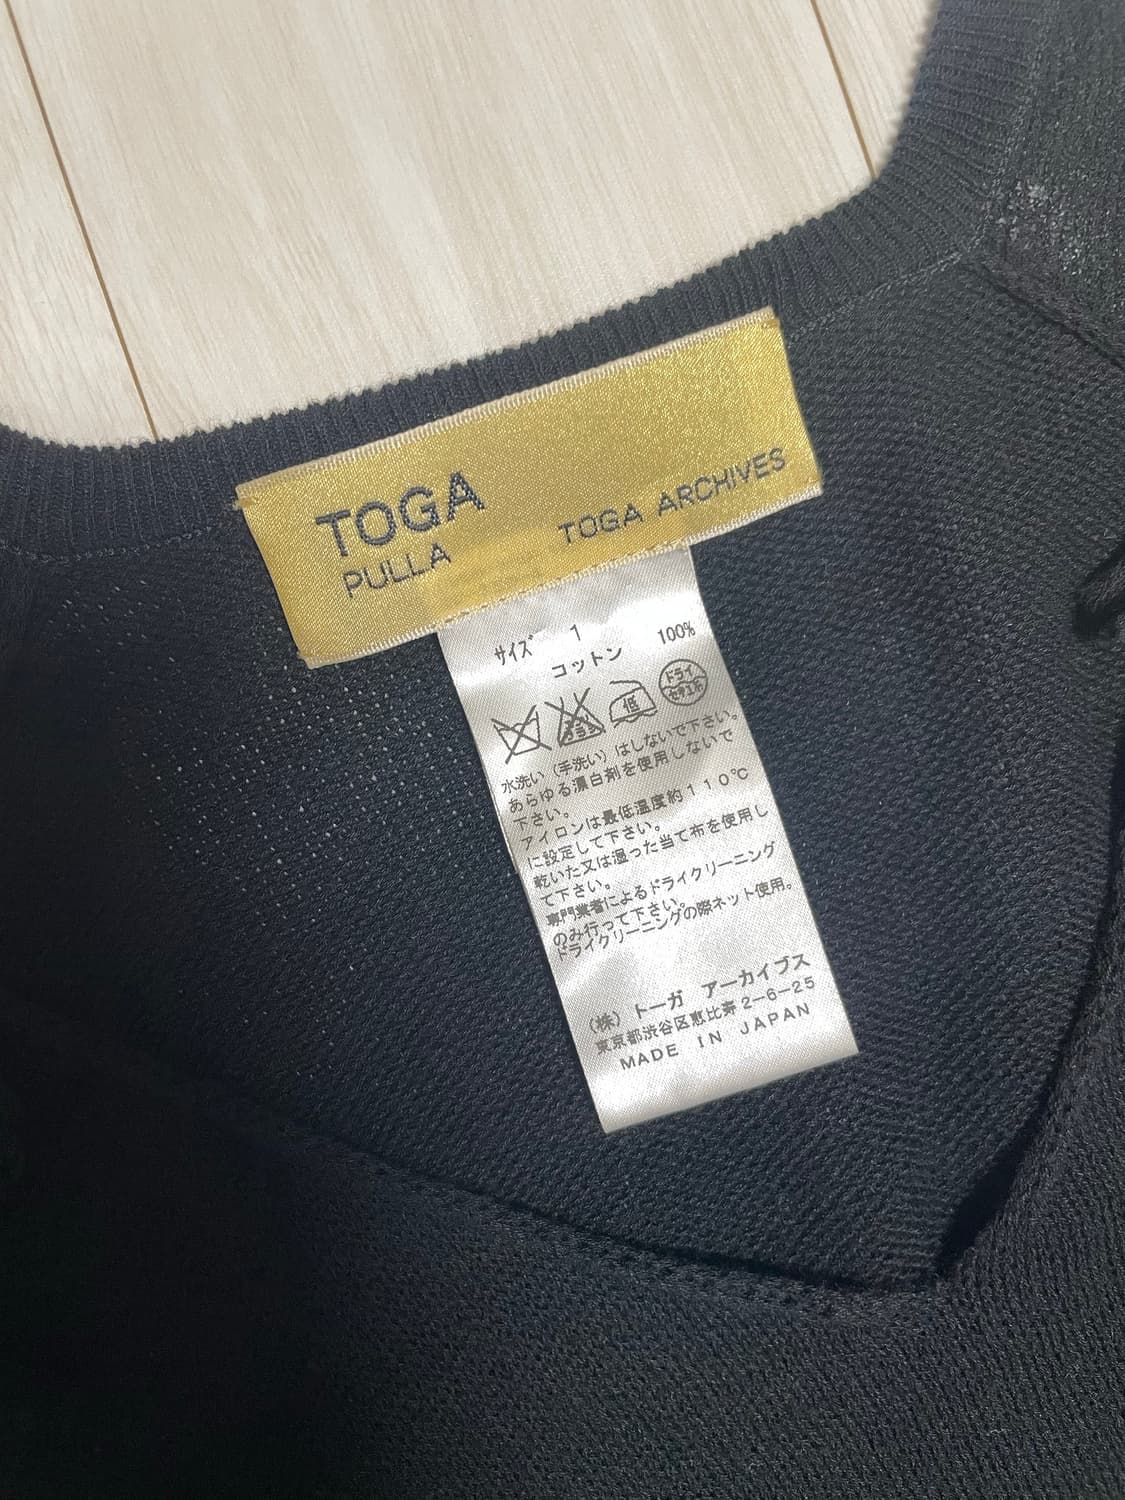 TOGA
PULLA TOGA ARCHIVES
サイズ 1
コットン 100%
低
ドライ
セキユ系
水洗い（手洗い）はしないで下さい。
あらゆる漂白剤を使用しないで
下さい。
アイロンは最低温度約110℃
に設定して下さい。
乾いた又は湿った当て布を使用し
て下さい。
専門業者によるドライクリーニング
のみ行って下さい。
ドライクリーニングの際ネット使用。
（株）トーガ アーカイブス
東京都渋谷区恵比寿2-6-25
MADE IN JAPAN